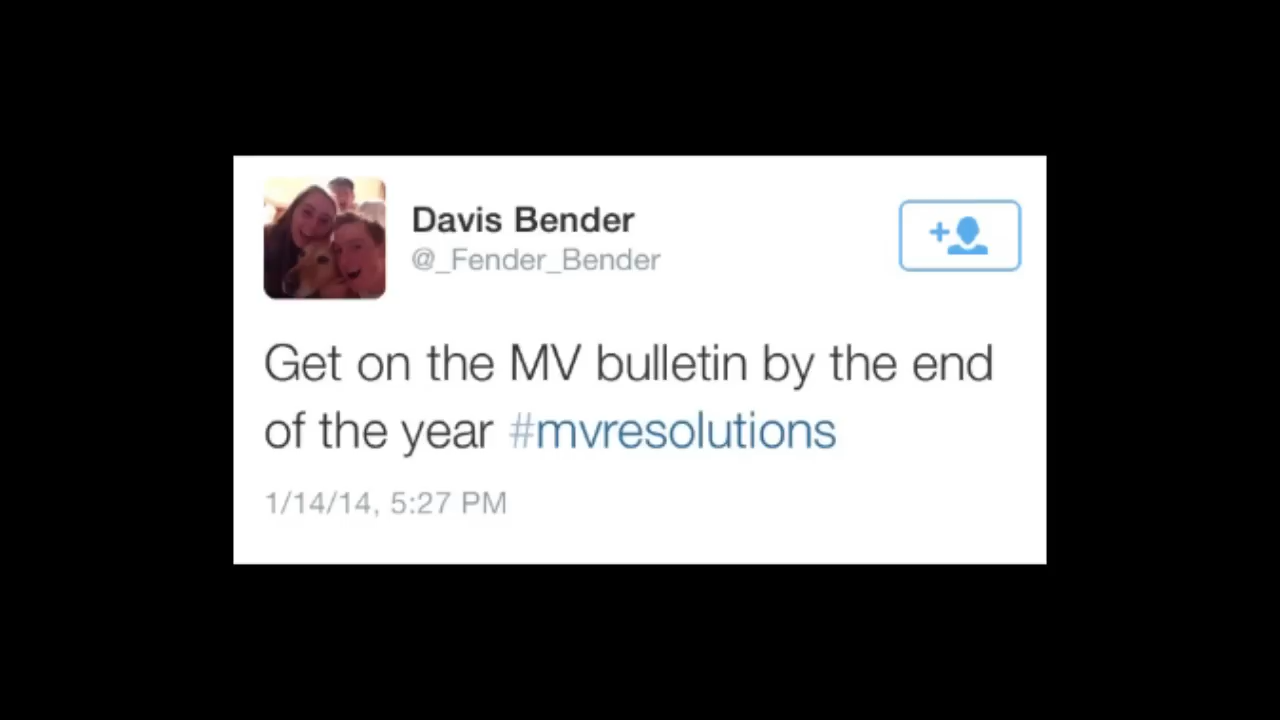 Davis Bender
@_Fender_Bender
Get on the MV bulletin by the end
of the year #mvresolutions
1/14/14, 5:27 PM